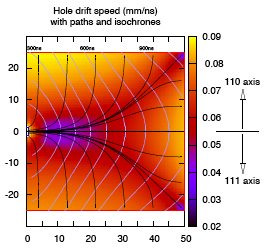 Hole drift speed (mm/ns)
with paths and isochrones
300ns 600ns 900ns
20
10
0
-10
-20
0 10 20 30 40 50
0.09
0.08
0.07
0.06
0.05
0.04
0.03
0.02
110 axis
111 axis